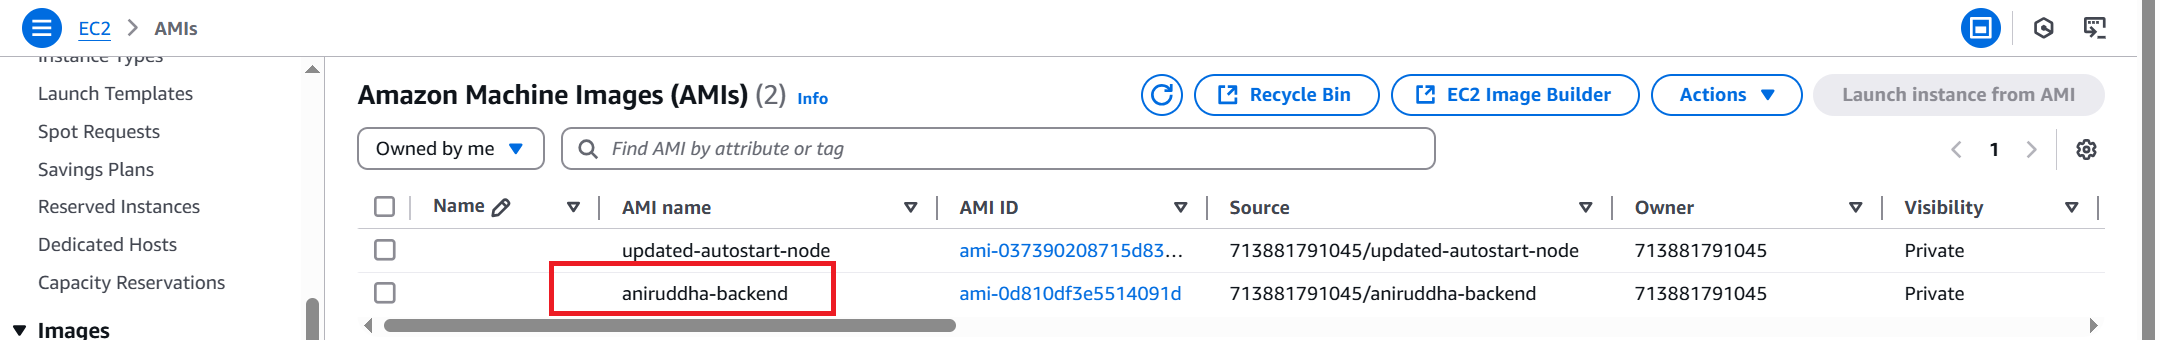 EC2 > AMIs
Instance Types
Launch Templates
Spot Requests
Savings Plans
Reserved Instances
Dedicated Hosts
Capacity Reservations
Images
Amazon Machine Images (AMIs) (2) Info
Recycle Bin
EC2 Image Builder
Actions
Launch instance from AMI
Owned by me
Find AMI by attribute or tag
1
Name AMI name AMI ID Source Owner Visibility
updated-autostart-node ami-037390208715d83... 713881791045/updated-autostart-node 713881791045 Private
aniruddha-backend ami-0d810df3e5514091d 713881791045/aniruddha-backend 713881791045 Private